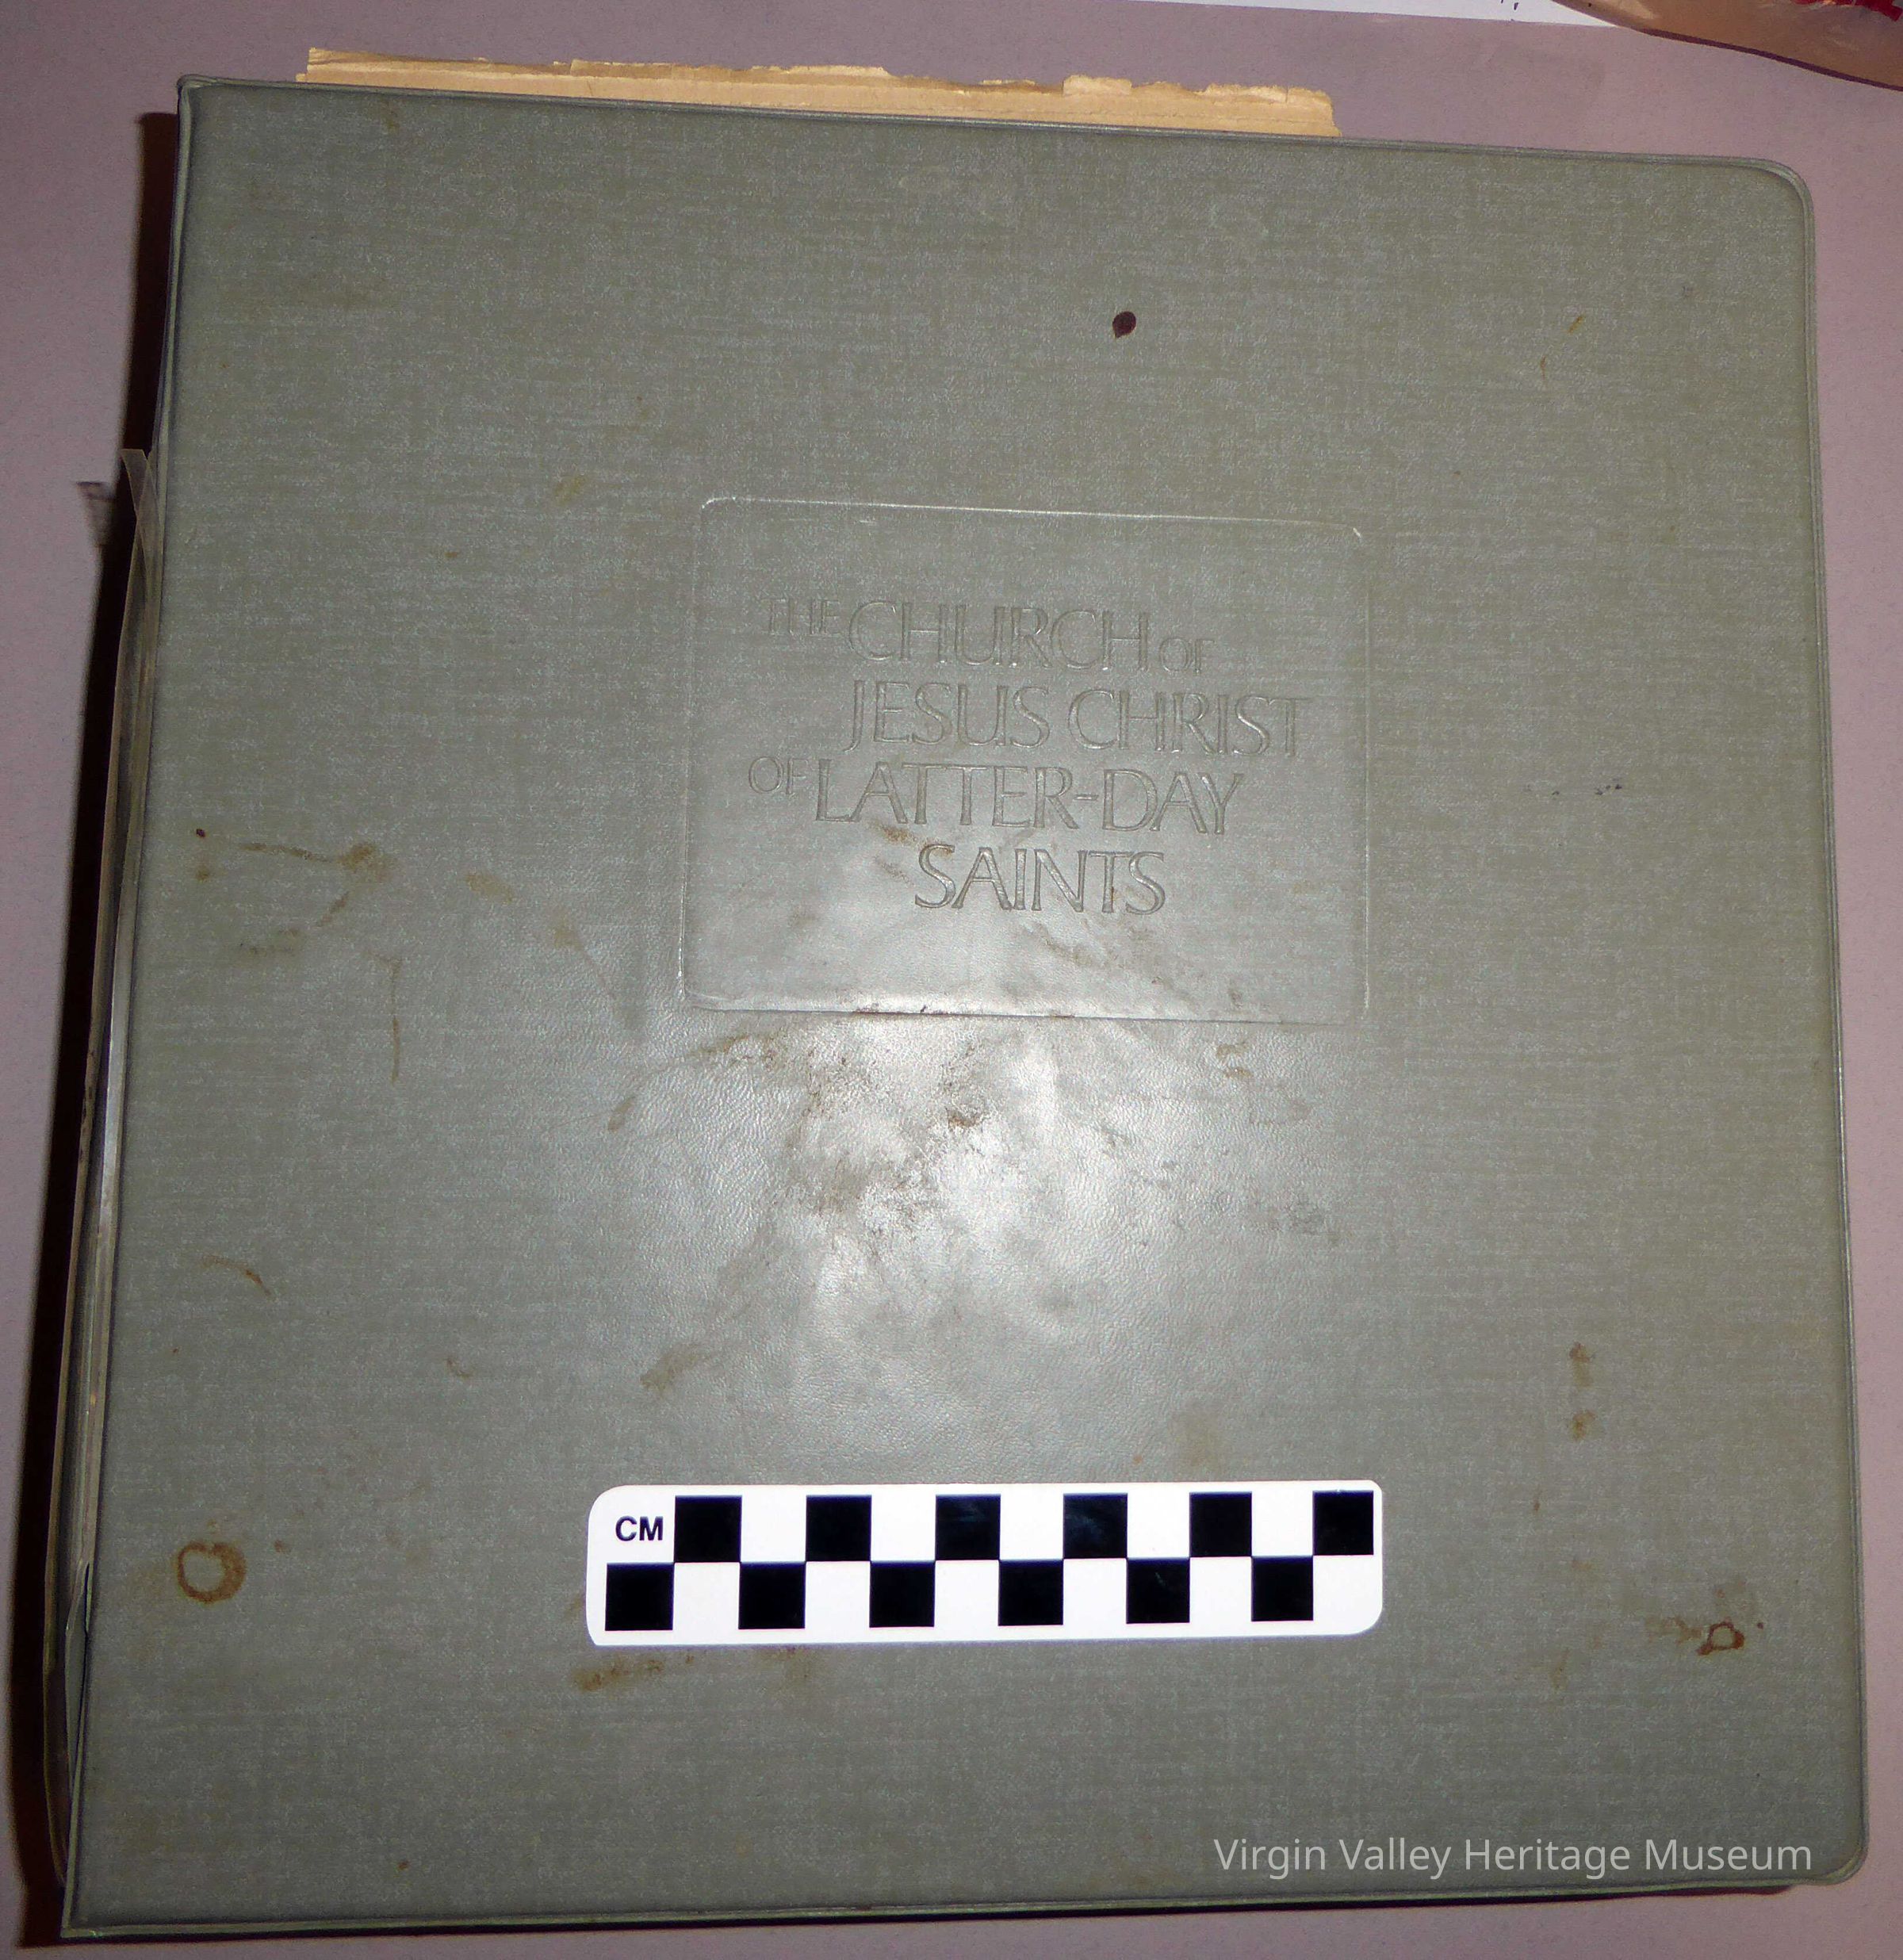 THE CHURCH OF
JESUS CHRIST
OF LATTER-DAY
SAINTS
CM
Virgin Valley Heritage Museum